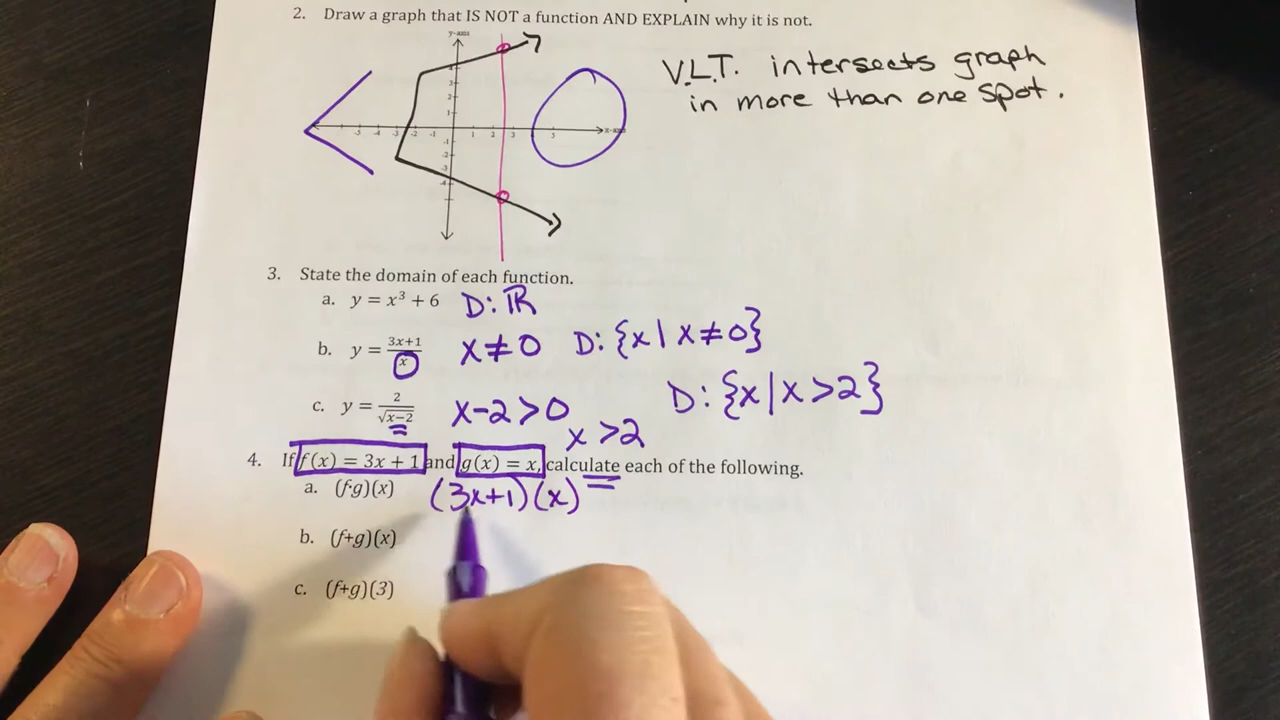 2. Draw a graph that IS NOT a function AND EXPLAIN why it is not.
y-axis
V.L.T. intersects graph
in more than one spot.
3. State the domain of each function.
a. y = x³ + 6 D: ℝ
b. y = 3x+1/x x≠0 D: {x | x≠0}
c. y = 2/√x−2 x−2>0 D: {x | x>2}
x>2
4. If f(x) = 3x + 1 and g(x) = x, calculate each of the following.
a. (f·g)(x) (3x+1)(x) =
b. (f+g)(x)
c. (f+g)(3)